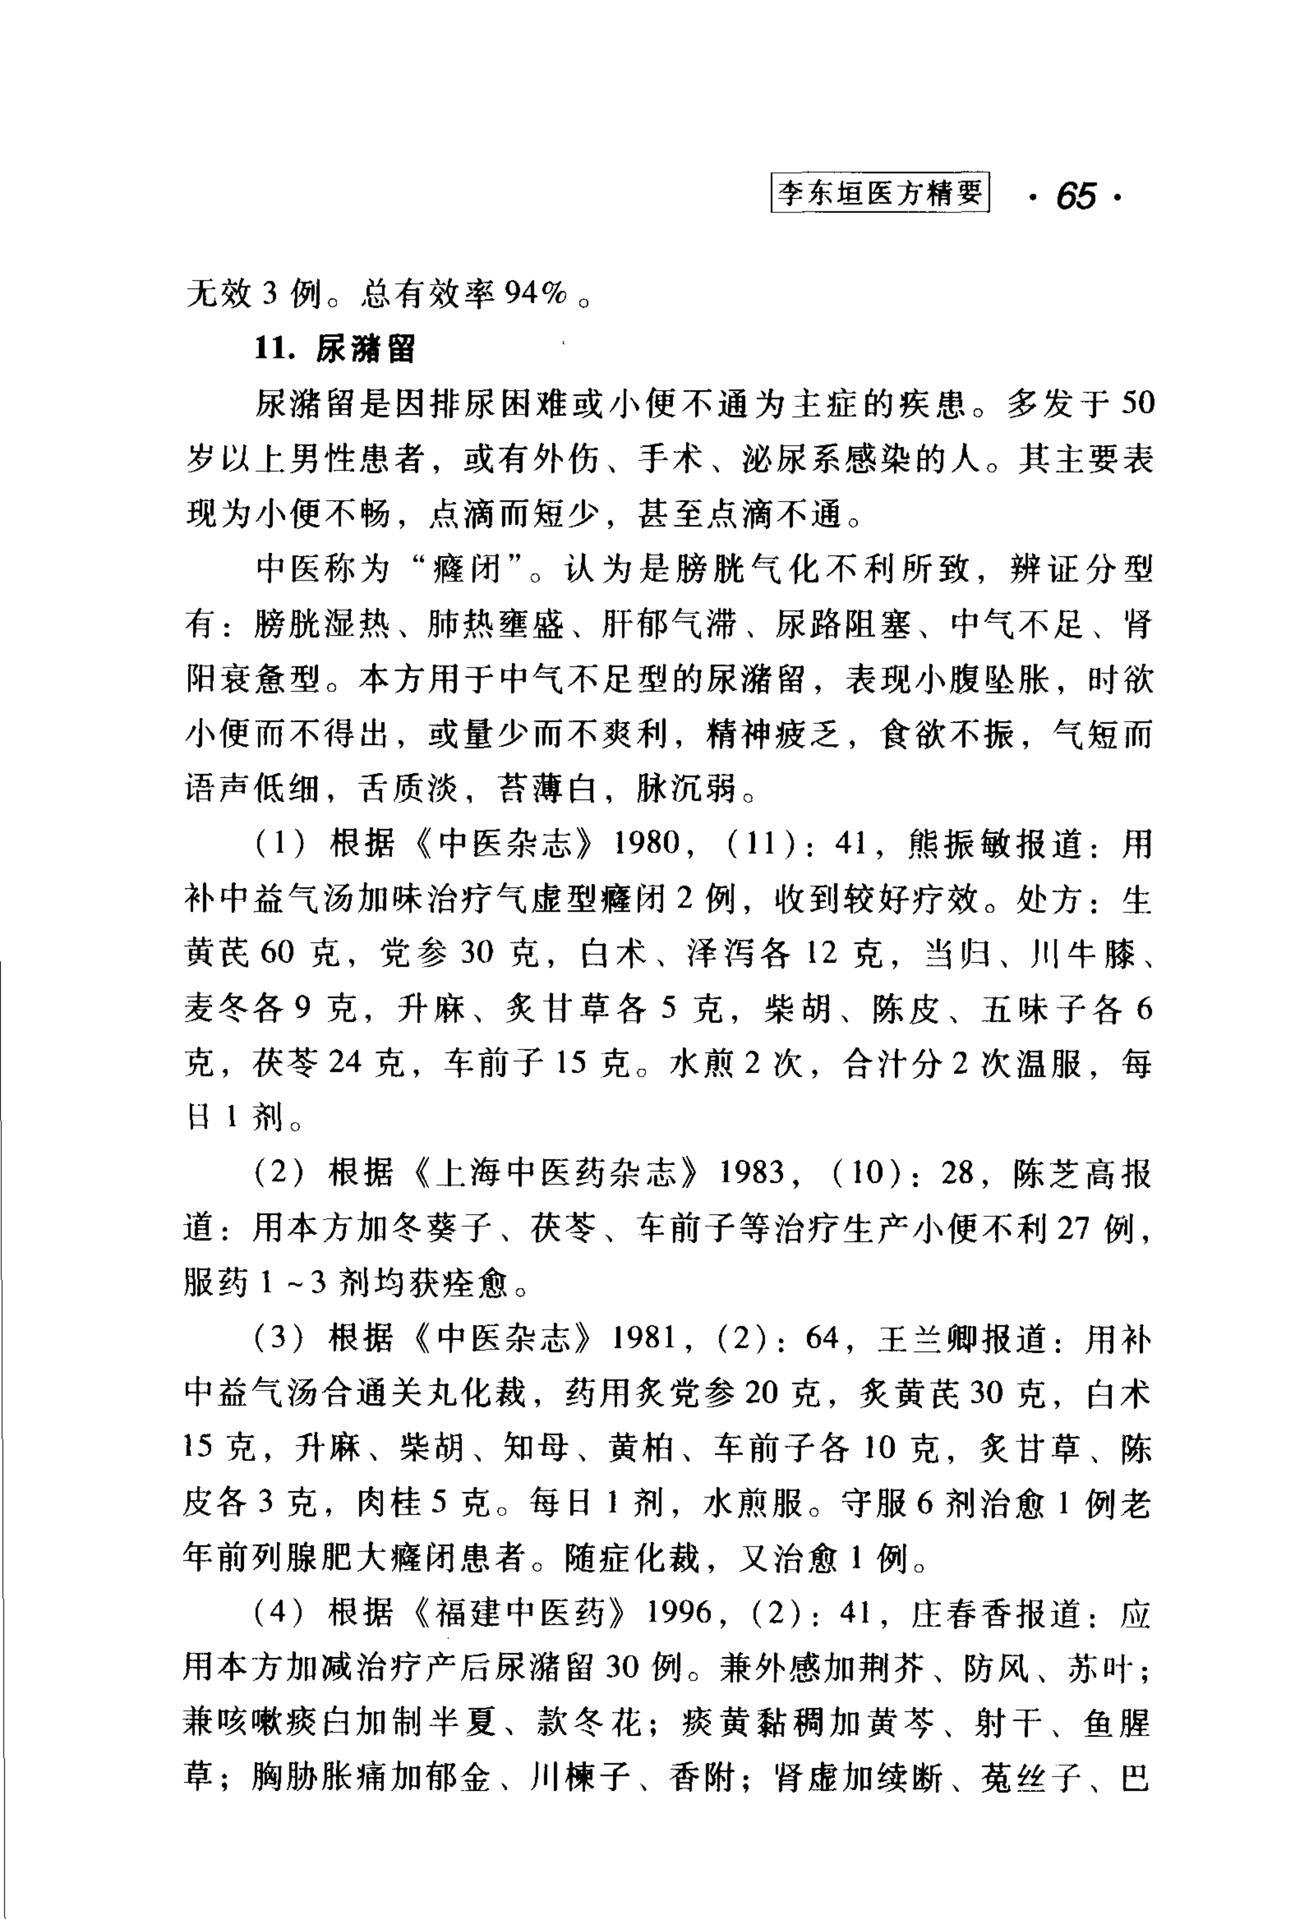 李东垣医方精要 · 65 ·
无效 3 例。总有效率 94%。
11. 尿潴留
尿潴留是因排尿困难或小便不通为主症的疾患。多发于 50
岁以上男性患者，或有外伤、手术、泌尿系感染的人。其主要表
现为小便不畅，点滴而短少，甚至点滴不通。
中医称为“癃闭”。认为是膀胱气化不利所致，辨证分型
有：膀胱湿热、肺热壅盛、肝郁气滞、尿路阻塞、中气不足、肾
阳衰惫型。本方用于中气不足型的尿潴留，表现小腹坠胀，时欲
小便而不得出，或量少而不爽利，精神疲乏，食欲不振，气短而
语声低细，舌质淡，苔薄白，脉沉弱。
（1）根据《中医杂志》1980，（11）：41，熊振敏报道：用
补中益气汤加味治疗气虚型癃闭 2 例，收到较好疗效。处方：生
黄芪 60 克，党参 30 克，白术、泽泻各 12 克，当归、川牛膝、
麦冬各 9 克，升麻、炙甘草各 5 克，柴胡、陈皮、五味子各 6
克，茯苓 24 克，车前子 15 克。水煎 2 次，合汁分 2 次温服，每
日 1 剂。
（2）根据《上海中医药杂志》1983，（10）：28，陈芝高报
道：用本方加冬葵子、茯苓、车前子等治疗生产小便不利 27 例，
服药 1～3 剂均获痊愈。
（3）根据《中医杂志》1981，（2）：64，王兰卿报道：用补
中益气汤合通关丸化裁，药用炙党参 20 克，炙黄芪 30 克，白术
15 克，升麻、柴胡、知母、黄柏、车前子各 10 克，炙甘草、陈
皮各 3 克，肉桂 5 克。每日 1 剂，水煎服。守服 6 剂治愈 1 例老
年前列腺肥大癃闭患者。随症化裁，又治愈 1 例。
（4）根据《福建中医药》1996，（2）：41，庄春香报道：应
用本方加减治疗产后尿潴留 30 例。兼外感加荆芥、防风、苏叶；
兼咳嗽痰白加制半夏、款冬花；痰黄黏稠加黄芩、射干、鱼腥
草；胸胁胀痛加郁金、川楝子、香附；肾虚加续断、菟丝子、巴